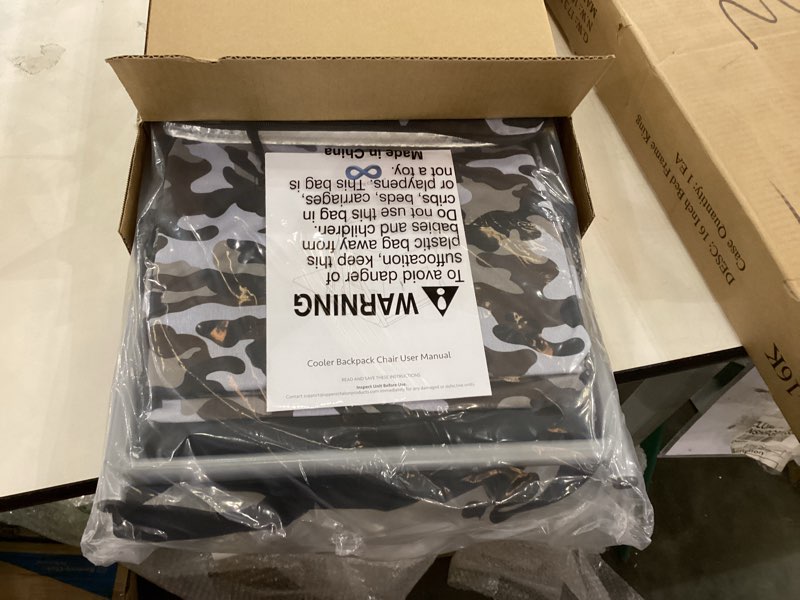 WARNING
To avoid danger of
suffocation, keep this
plastic bag away from
babies and children.
Do not use this bag in
cribs, beds, carriages,
or playpens. This bag is
not a toy.
Made in China
Cooler Backpack Chair User Manual
READ AND SAVE THESE INSTRUCTIONS
Inspect Unit Before Use.
DESC: 16 Inch Bed Frame King
Case Quantity: 1 EA
16K